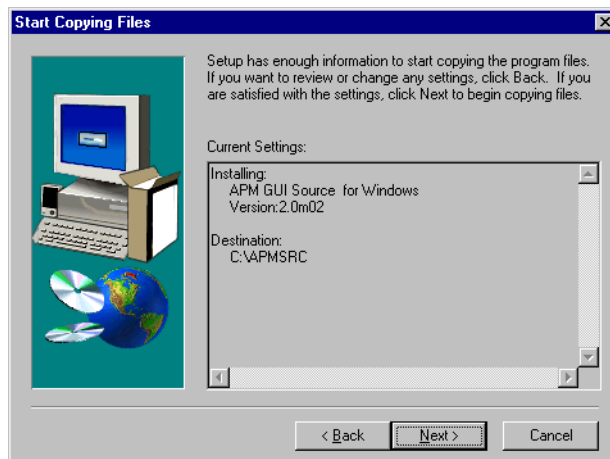 Start Copying Files
Setup has enough information to start copying the program files.
If you want to review or change any settings, click Back. If you
are satisfied with the settings, click Next to begin copying files.
Current Settings:
Installing:
APM GUI Source for Windows
Version:2.0m02
Destination:
C:\APMSRC
< Back
Next >
Cancel